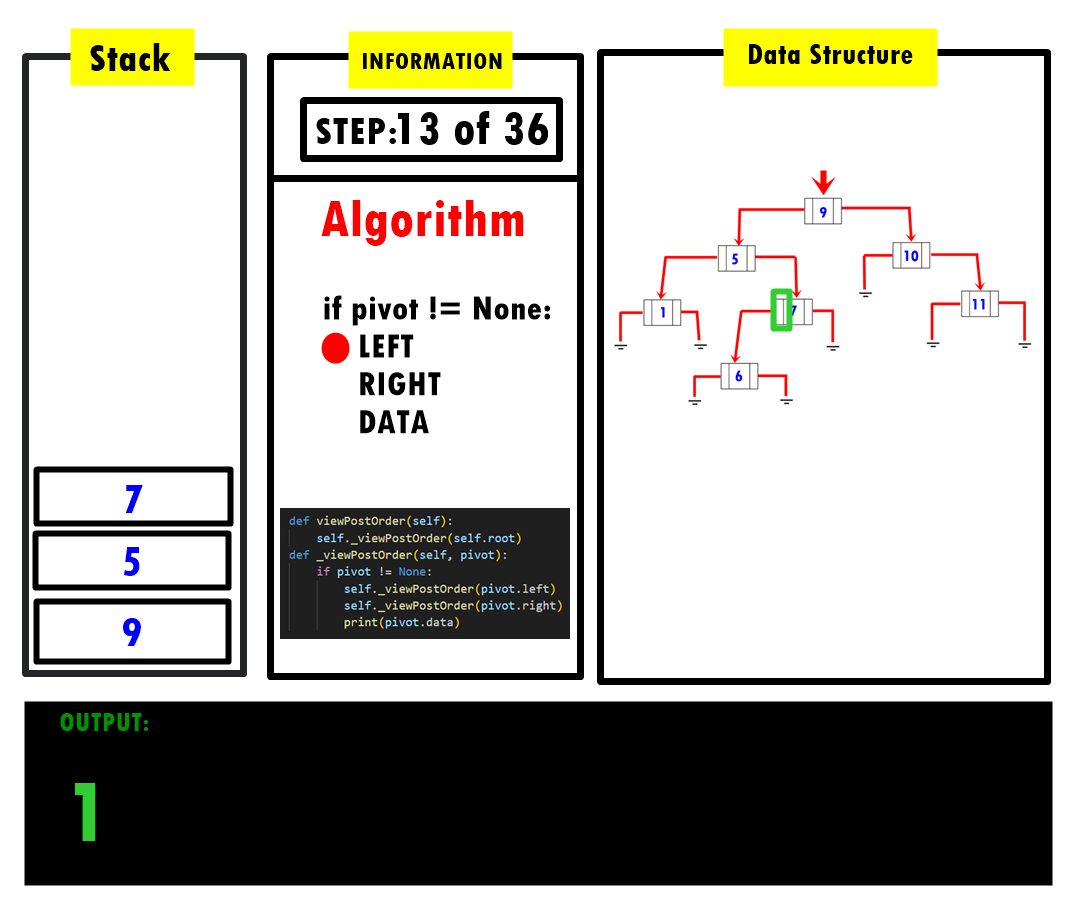 Stack
7
5
9
INFORMATION
STEP:13 of 36
Algorithm
if pivot != None:
LEFT
RIGHT
DATA
def viewPostOrder(self):
self._viewPostOrder(self.root)
def _viewPostOrder(self, pivot):
if pivot != None:
self._viewPostOrder(pivot.left)
self._viewPostOrder(pivot.right)
print(pivot.data)
Data Structure
9
5
10
1
7
11
6
OUTPUT:
1